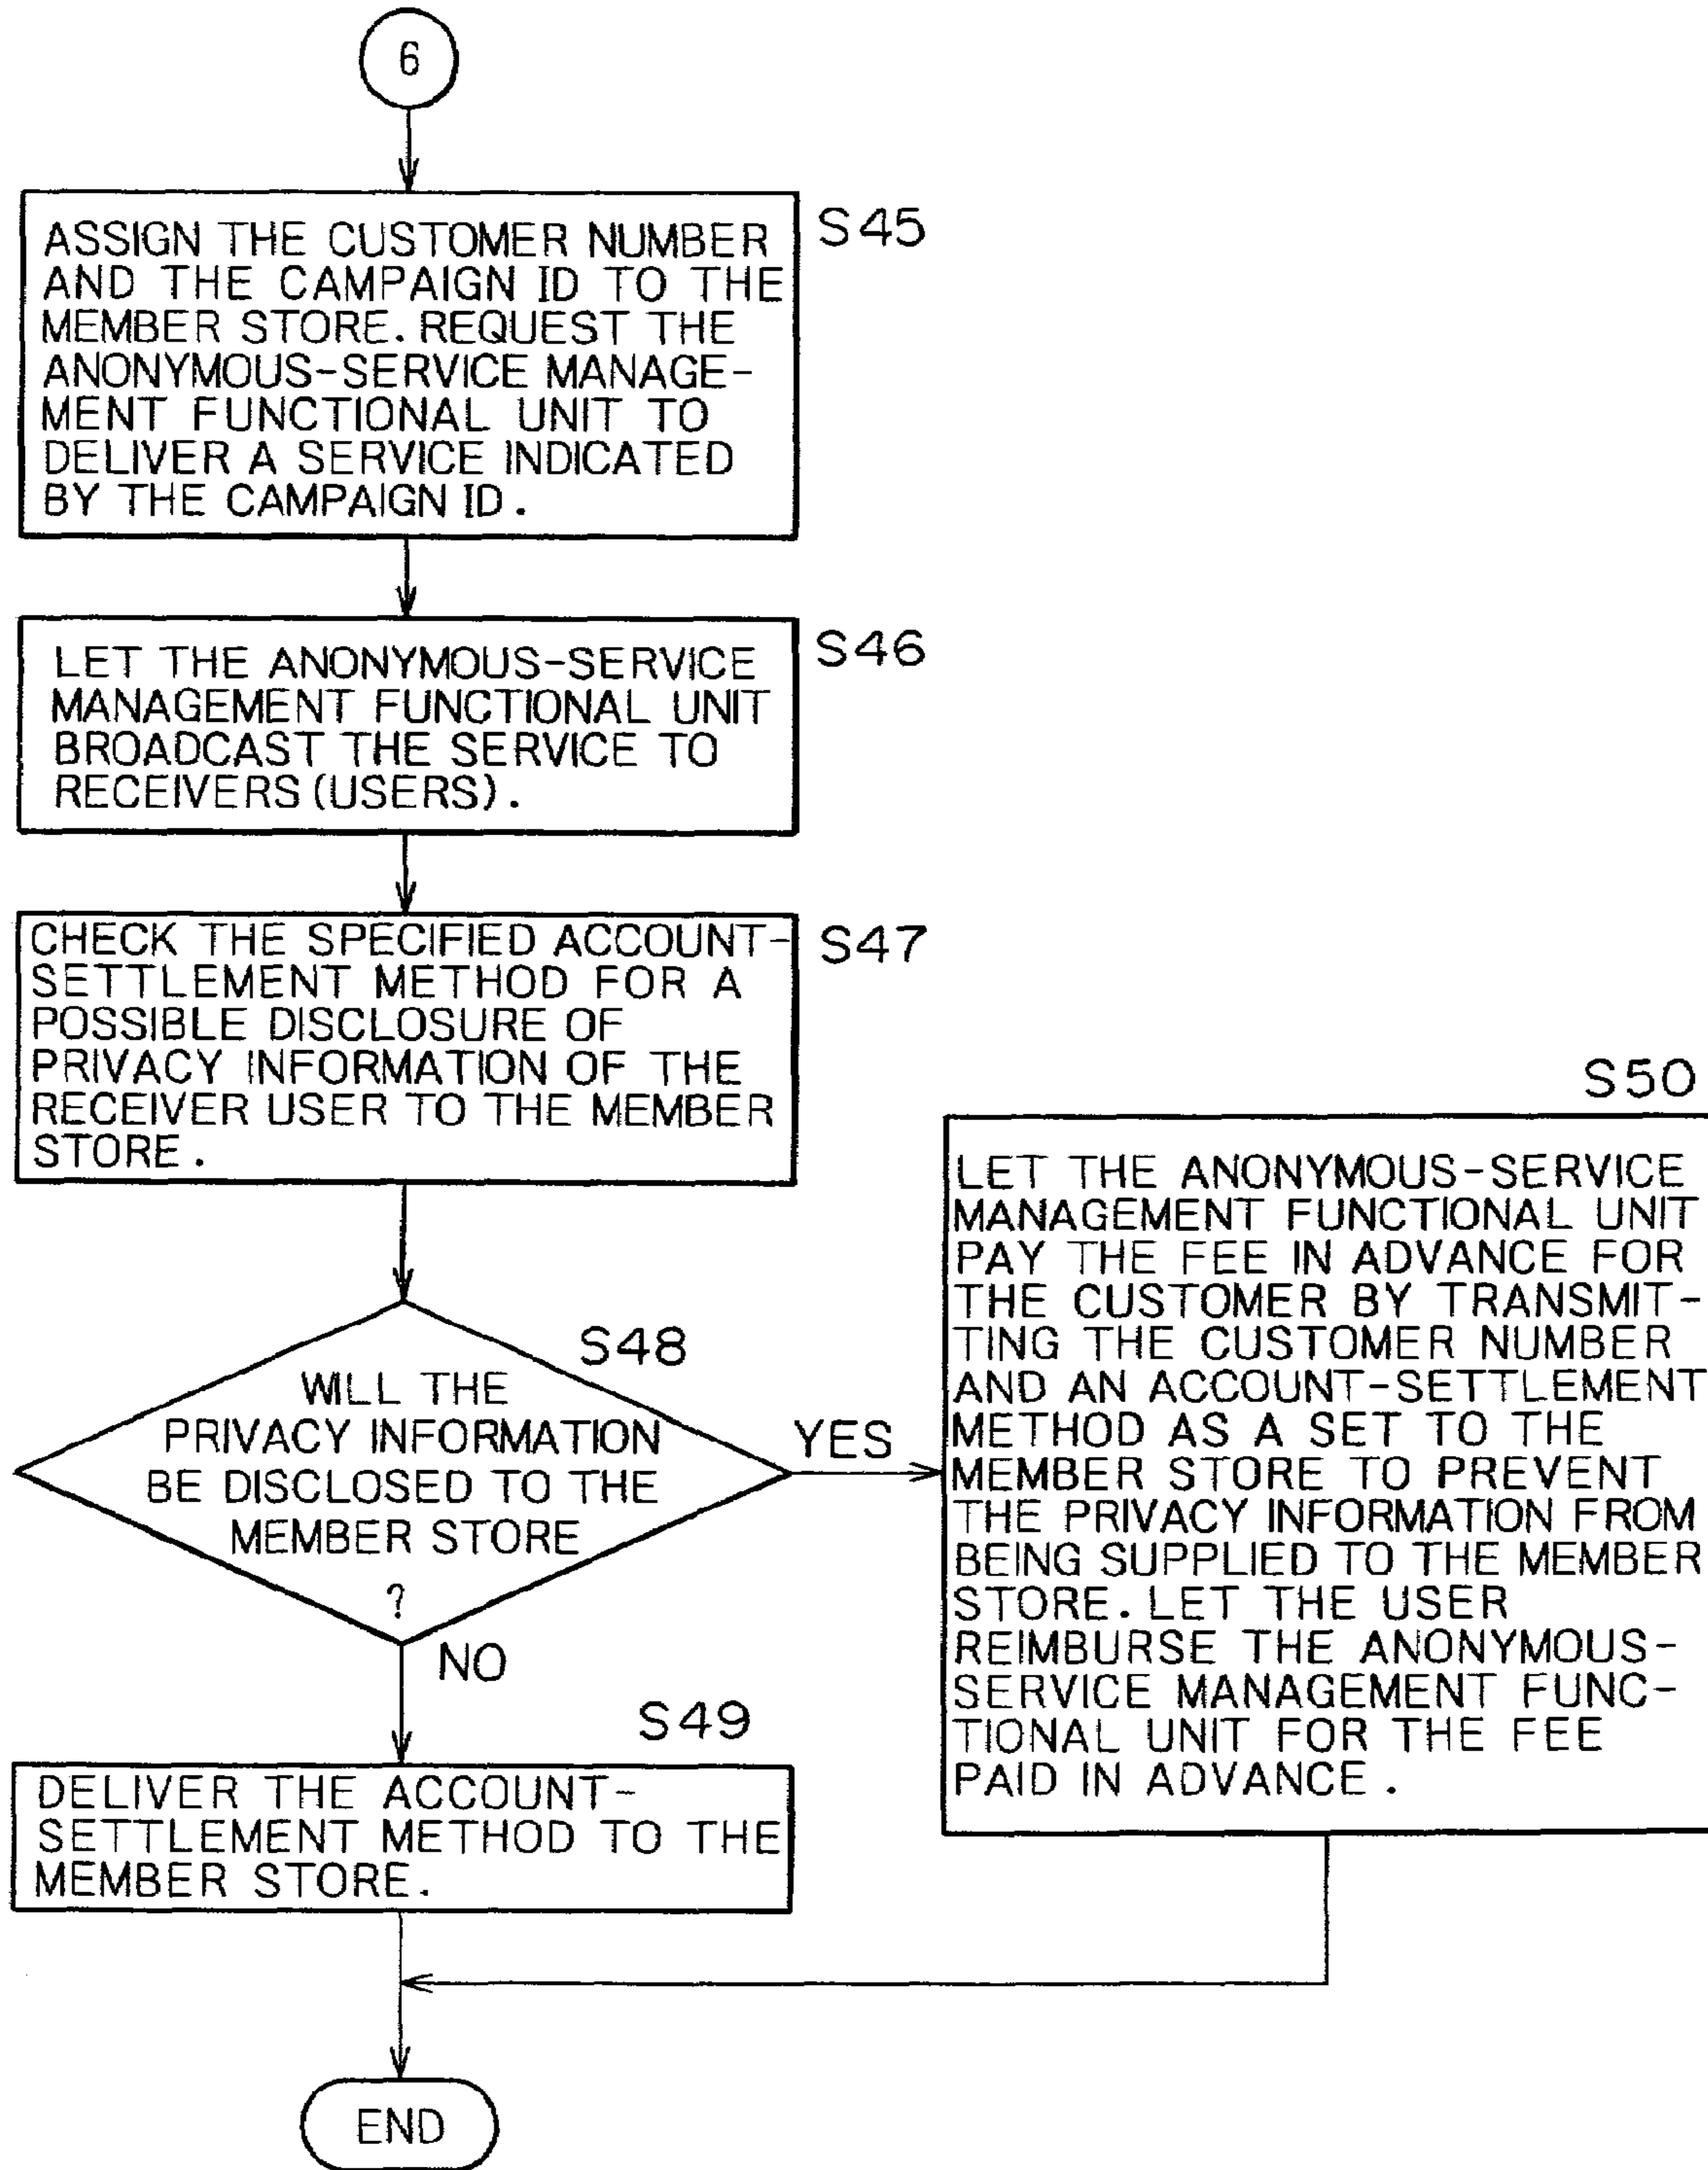 6
ASSIGN THE CUSTOMER NUMBER
AND THE CAMPAIGN ID TO THE
MEMBER STORE. REQUEST THE
ANONYMOUS-SERVICE MANAGE-
MENT FUNCTIONAL UNIT TO
DELIVER A SERVICE INDICATED
BY THE CAMPAIGN ID.
S45
LET THE ANONYMOUS-SERVICE
MANAGEMENT FUNCTIONAL UNIT
BROADCAST THE SERVICE TO
RECEIVERS (USERS).
S46
CHECK THE SPECIFIED ACCOUNT-
SETTLEMENT METHOD FOR A
POSSIBLE DISCLOSURE OF
PRIVACY INFORMATION OF THE
RECEIVER USER TO THE MEMBER
STORE.
S47
S48
WILL THE
PRIVACY INFORMATION
BE DISCLOSED TO THE
MEMBER STORE
?
YES
NO
S49
DELIVER THE ACCOUNT-
SETTLEMENT METHOD TO THE
MEMBER STORE.
S50
LET THE ANONYMOUS-SERVICE
MANAGEMENT FUNCTIONAL UNIT
PAY THE FEE IN ADVANCE FOR
THE CUSTOMER BY TRANSMIT-
TING THE CUSTOMER NUMBER
AND AN ACCOUNT-SETTLEMENT
METHOD AS A SET TO THE
MEMBER STORE TO PREVENT
THE PRIVACY INFORMATION FROM
BEING SUPPLIED TO THE MEMBER
STORE. LET THE USER
REIMBURSE THE ANONYMOUS-
SERVICE MANAGEMENT FUNC-
TIONAL UNIT FOR THE FEE
PAID IN ADVANCE.
END